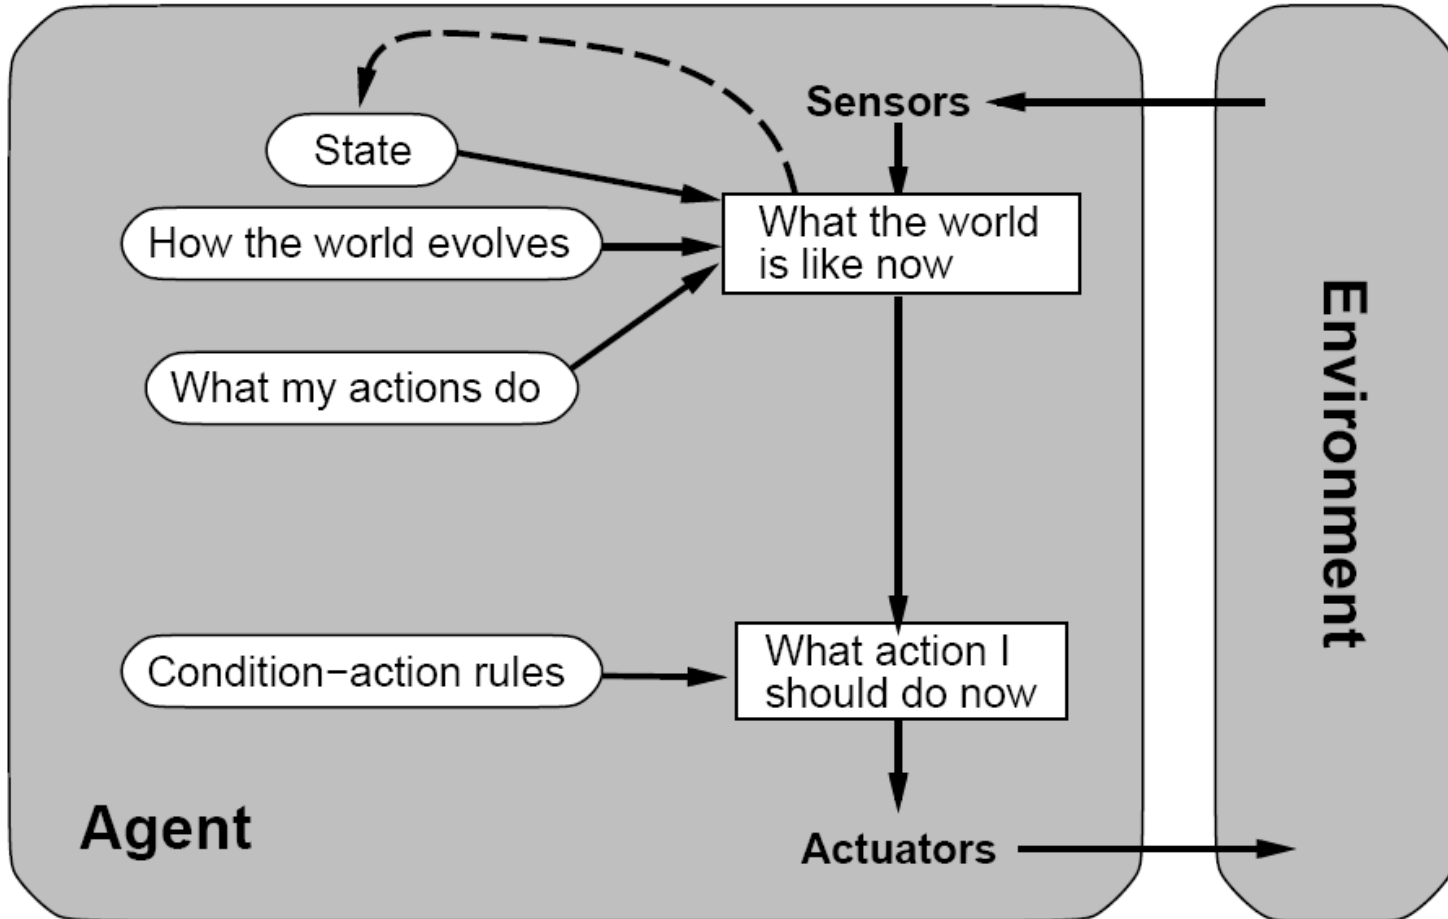 Sensors
State
What the world
is like now
How the world evolves
What my actions do
Environment
Condition−action rules
What action I
should do now
Agent
Actuators